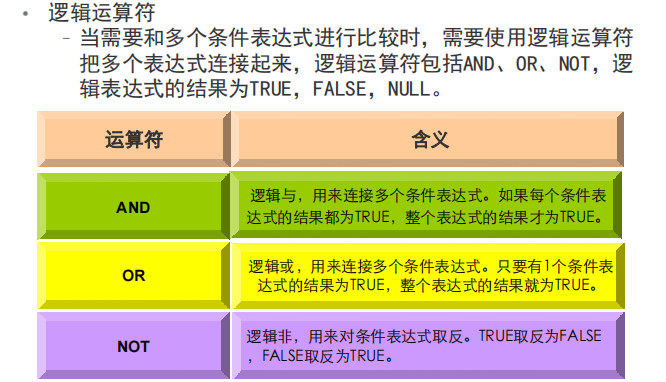 • 逻辑运算符
– 当需要和多个条件表达式进行比较时，需要使用逻辑运算符
把多个表达式连接起来，逻辑运算符包括AND、OR、NOT，逻
辑表达式的结果为TRUE，FALSE，NULL。
运算符 含义
AND
逻辑与，用来连接多个条件表达式。如果每个条件表
达式的结果都为TRUE，整个表达式的结果才为TRUE。
OR
逻辑或，用来连接多个条件表达式。只要有1个条件表
达式的结果为TRUE，整个表达式的结果就为TRUE。
NOT
逻辑非，用来对条件表达式取反。TRUE取反为FALSE
，FALSE取反为TRUE。